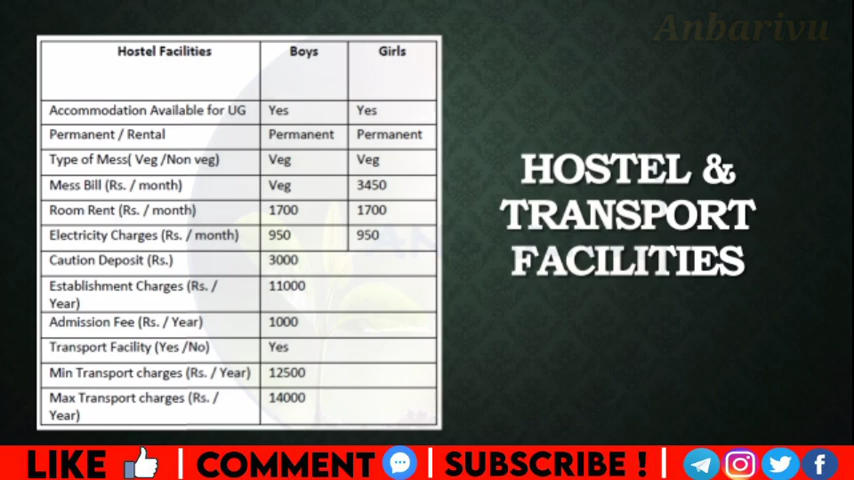 Anbarivu
Hostel Facilities Boys Girls
Accommodation Available for UG Yes Yes
Permanent / Rental Permanent Permanent
Type of Mess( Veg /Non veg) Veg Veg
Mess Bill (Rs. / month) Veg 3450
Room Rent (Rs. / month) 1700 1700
Electricity Charges (Rs. / month) 950 950
Caution Deposit (Rs.) 3000
Establishment Charges (Rs. / 11000
Year)
Admission Fee (Rs. / Year) 1000
Transport Facility (Yes /No) Yes
Min Transport charges (Rs. / Year) 12500
Max Transport charges (Rs. / 14000
Year)
HOSTEL &
TRANSPORT
FACILITIES
LIKE | COMMENT | SUBSCRIBE ! |